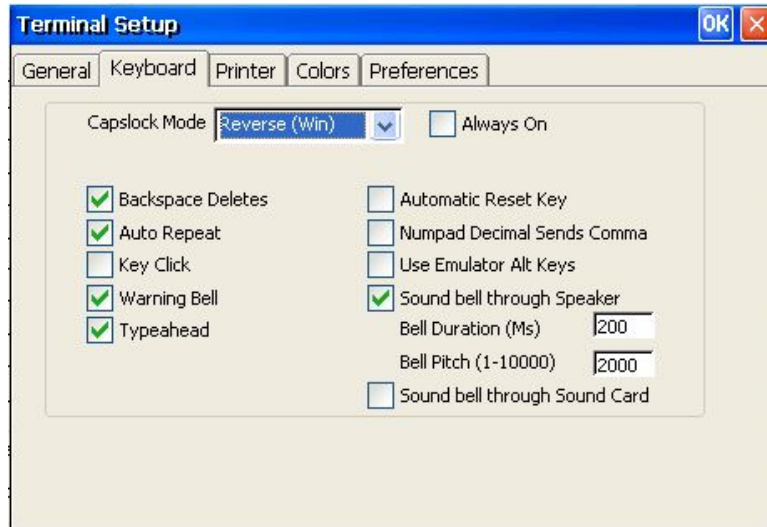 Terminal Setup OK
General Keyboard Printer Colors Preferences
Capslock Mode Reverse (Win) Always On
Backspace Deletes Automatic Reset Key
Auto Repeat Numpad Decimal Sends Comma
Key Click Use Emulator Alt Keys
Warning Bell Sound bell through Speaker
Typeahead Bell Duration (Ms) 200
Bell Pitch (1-10000) 2000
Sound bell through Sound Card